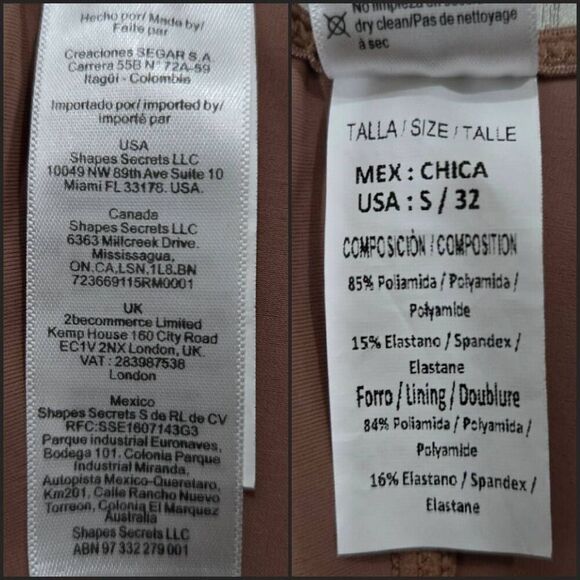 Hecho por/ Made by/
Faite par
Creaciones SEGAR S.A
Carrera 55B N° 72A-59
Itagüi - Colombia
Importado por/ imported by/
importé par
USA
Shapes Secrets LLC
10049 NW 89th Ave Suite 10
Miami FL 33178. USA.
Canada
Shapes Secrets LLC
6363 Millcreek Drive.
Mississagua,
ON.CA,L5N.1L8.BN
723669115RM0001
UK
2becommerce Limited
Kemp House 160 City Road
EC1V 2NX London, UK.
VAT : 283987538
London
Mexico
Shapes Secrets S de RL de CV
RFC:SSE1607143G3
Parque industrial Euronaves,
Bodega 101. Colonia Parque
Industrial Miranda,
Autopista Mexico-Queretaro,
Km201, Calle Rancho Nuevo
Torreon, Colonia El Marquez
Australia
Shapes Secrets LLC
ABN 97 332 279 001
dry clean/Pas de nettoyage
à sec
TALLA / SIZE / TALLE
MEX : CHICA
USA : S / 32
COMPOSICIÓN / COMPOSITION
85% Poliamida / Polyamida /
Polyamide
15% Elastano / Spandex /
Elastane
Forro / Lining / Doublure
84% Poliamida / Polyamida /
Polyamide
16% Elastano / Spandex /
Elastane